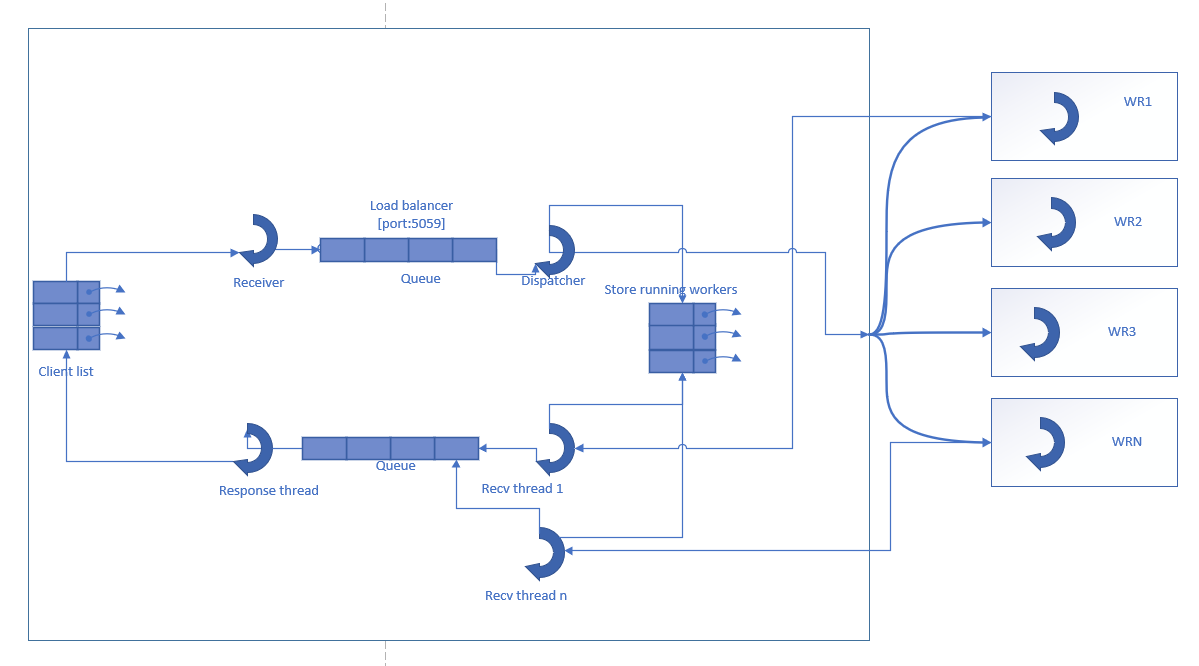 WR1
Load balancer
[port:5059]
WR2
Receiver
Queue
Dispatcher
Store running workers
WR3
Client list
WRN
Queue
Response thread
Recv thread 1
Recv thread n